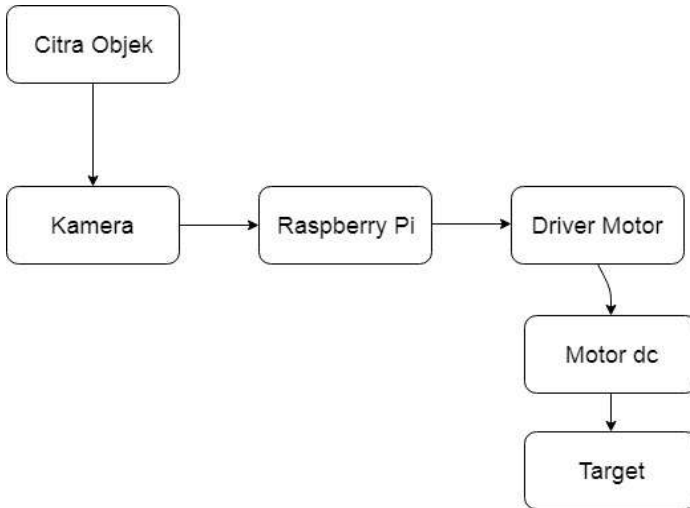 Citra Objek
Kamera
Raspberry Pi
Driver Motor
Motor dc
Target